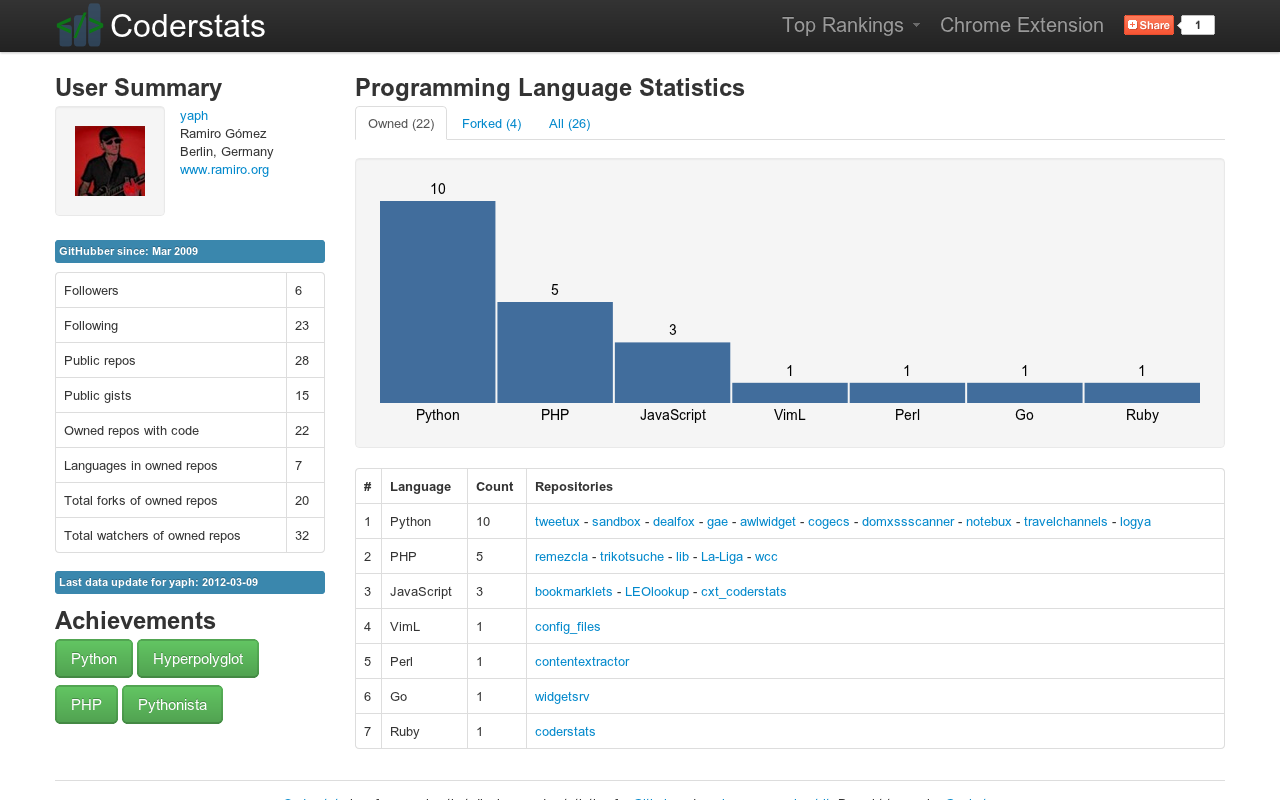 </> Coderstats
Top Rankings
Chrome Extension
Share
1
User Summary
yaph
Ramiro Gómez
Berlin, Germany
www.ramiro.org
GitHubber since: Mar 2009
Followers 6
Following 23
Public repos 28
Public gists 15
Owned repos with code 22
Languages in owned repos 7
Total forks of owned repos 20
Total watchers of owned repos 32
Last data update for yaph: 2012-03-09
Achievements
Python Hyperpolyglot
PHP Pythonista
Programming Language Statistics
Owned (22) Forked (4) All (26)
10
5
3
1 1 1 1
Python PHP JavaScript VimL Perl Go Ruby
# Language Count Repositories
1 Python 10 tweetux - sandbox - dealfox - gae - awlwidget - cogecs - domxssscanner - notebux - travelchannels - logya
2 PHP 5 remezcla - trikotsuche - lib - La-Liga - wcc
3 JavaScript 3 bookmarklets - LEOlookup - cxt_coderstats
4 VimL 1 config_files
5 Perl 1 contentextractor
6 Go 1 widgetsrv
7 Ruby 1 coderstats